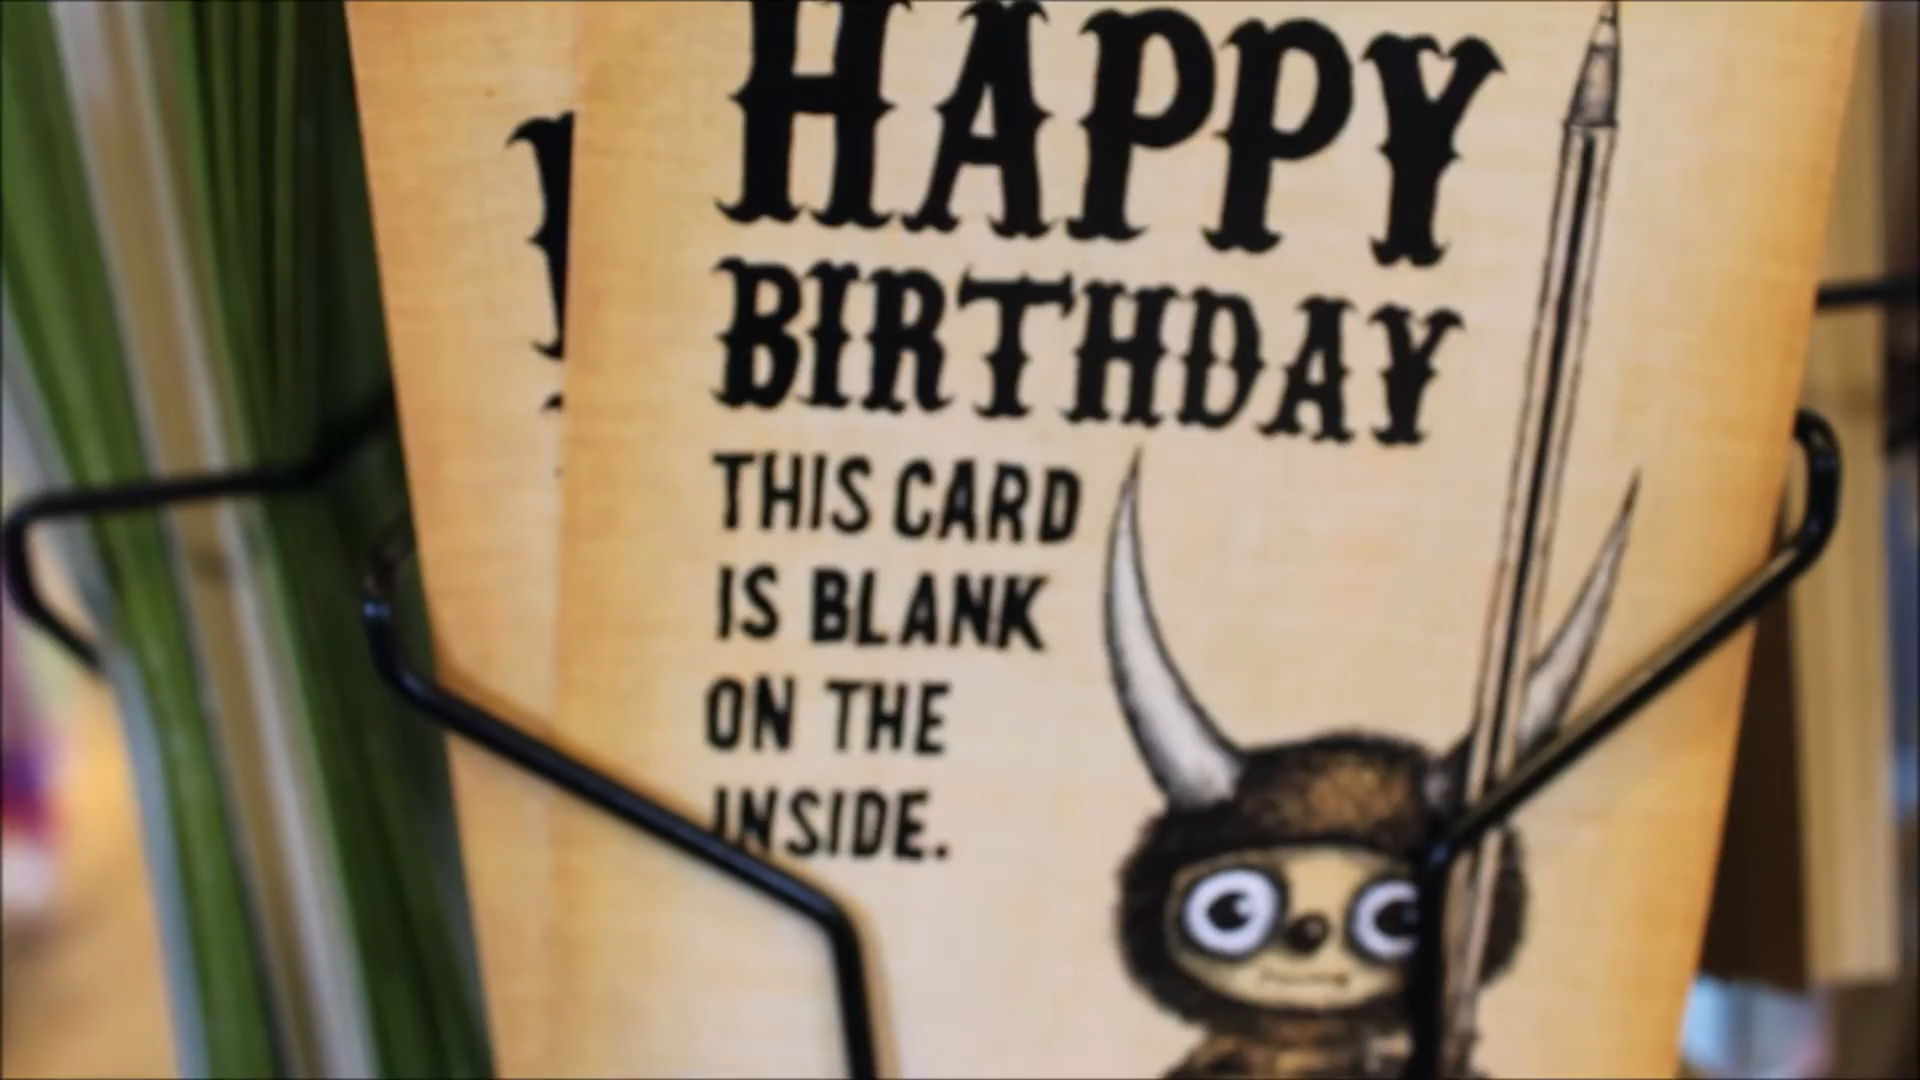 HAPPY
BIRTHDAY
THIS CARD
IS BLANK
ON THE
INSIDE.